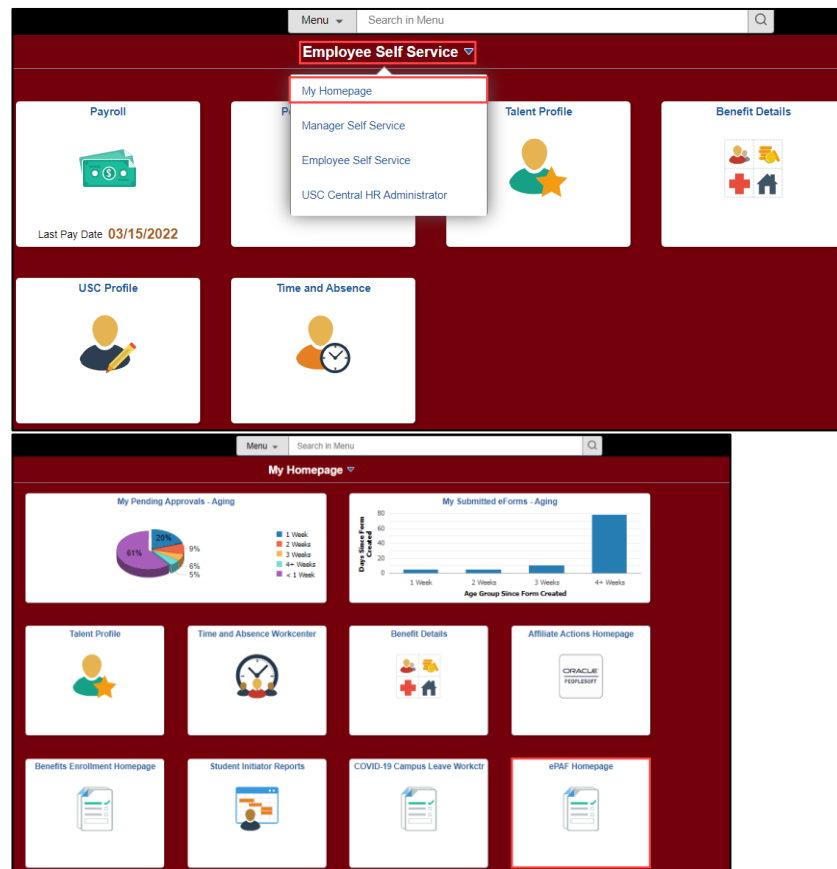 Menu
Search in Menu
Employee Self Service
My Homepage
Manager Self Service
Employee Self Service
USC Central HR Administrator
Payroll
Talent Profile
Benefit Details
Last Pay Date 03/15/2022
USC Profile
Time and Absence
Menu
Search in Menu
My Homepage
My Pending Approvals - Aging
20%
61%
9%
6%
5%
1 Week
2 Weeks
3 Weeks
4+ Weeks
< 1 Week
My Submitted eForms - Aging
Days Since Form
Created
80
60
40
20
0
1 Week 2 Weeks 3 Weeks 4+ Weeks
Age Group Since Form Created
Talent Profile
Time and Absence Workcenter
Benefit Details
Affiliate Actions Homepage
ORACLE'
PEOPLESOFT
Benefits Enrollment Homepage
Student Initiator Reports
COVID-19 Campus Leave Workctr
ePAF Homepage